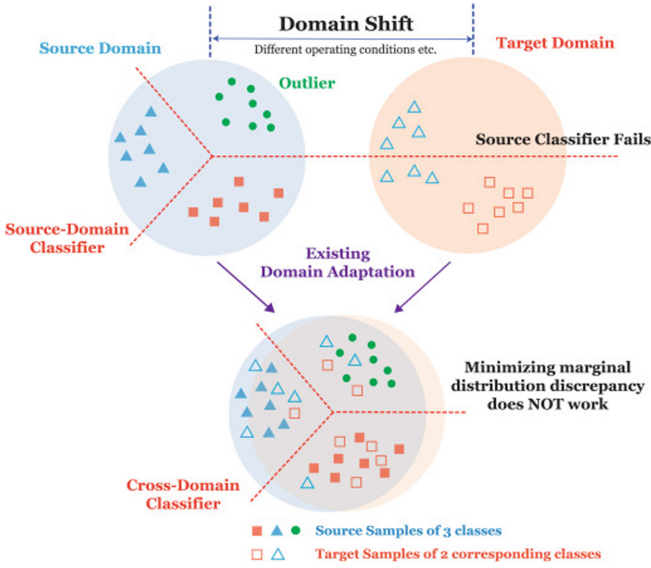 Domain Shift
Source Domain
Different operating conditions etc.
Target Domain
Outlier
Source Classifier Fails
Source-Domain
Classifier
Existing
Domain Adaptation
Minimizing marginal
distribution discrepancy
does NOT work
Cross-Domain
Classifier
Source Samples of 3 classes
Target Samples of 2 corresponding classes